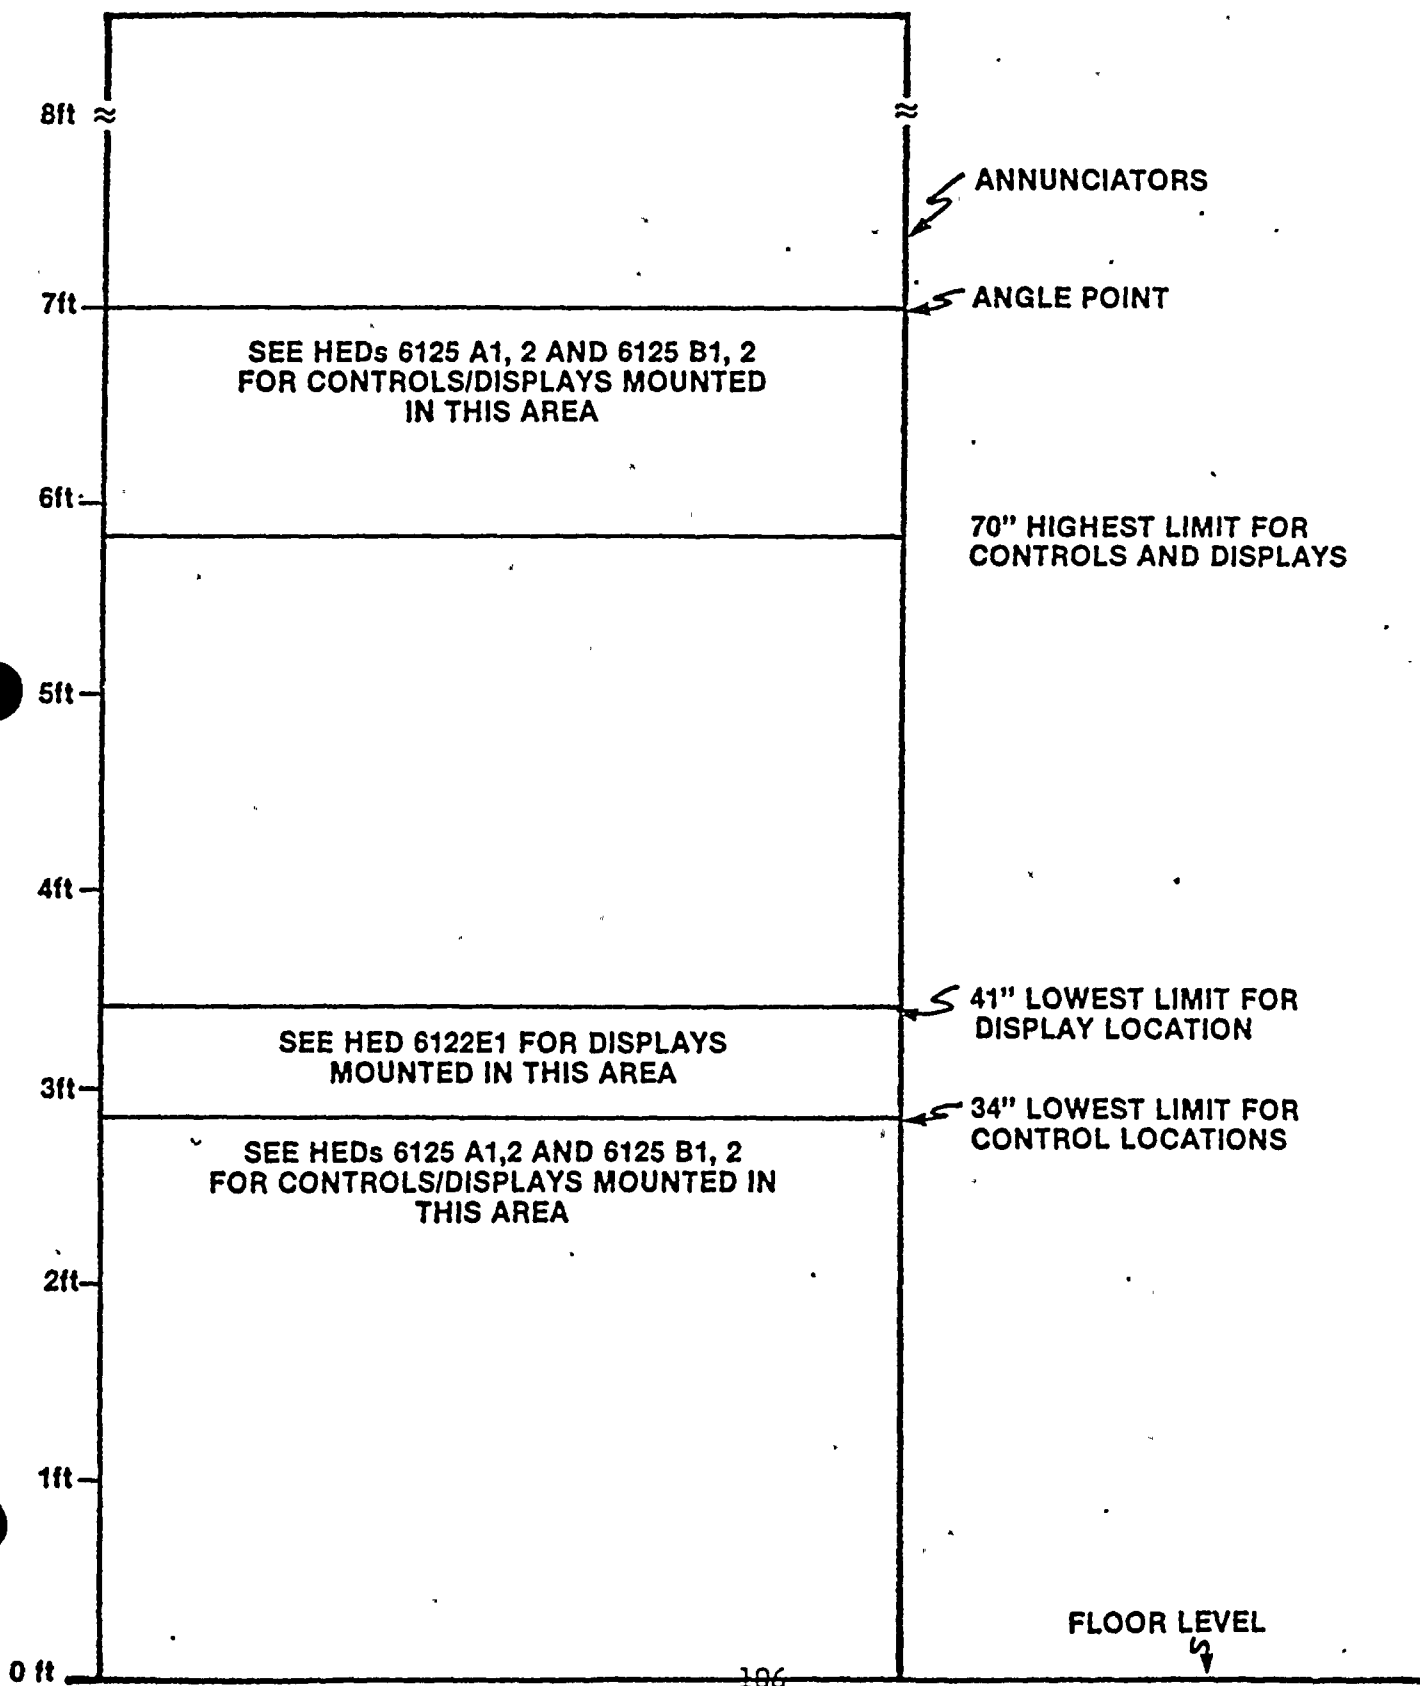 8ft
ANNUNCIATORS
7ft
ANGLE POINT
SEE HEDs 6125 A1, 2 AND 6125 B1, 2
FOR CONTROLS/DISPLAYS MOUNTED
IN THIS AREA
6ft
70" HIGHEST LIMIT FOR
CONTROLS AND DISPLAYS
5ft
4ft
41" LOWEST LIMIT FOR
DISPLAY LOCATION
SEE HED 6122E1 FOR DISPLAYS
MOUNTED IN THIS AREA
3ft
34" LOWEST LIMIT FOR
CONTROL LOCATIONS
SEE HEDs 6125 A1,2 AND 6125 B1, 2
FOR CONTROLS/DISPLAYS MOUNTED IN
THIS AREA
2ft
1ft
FLOOR LEVEL
0 ft
106